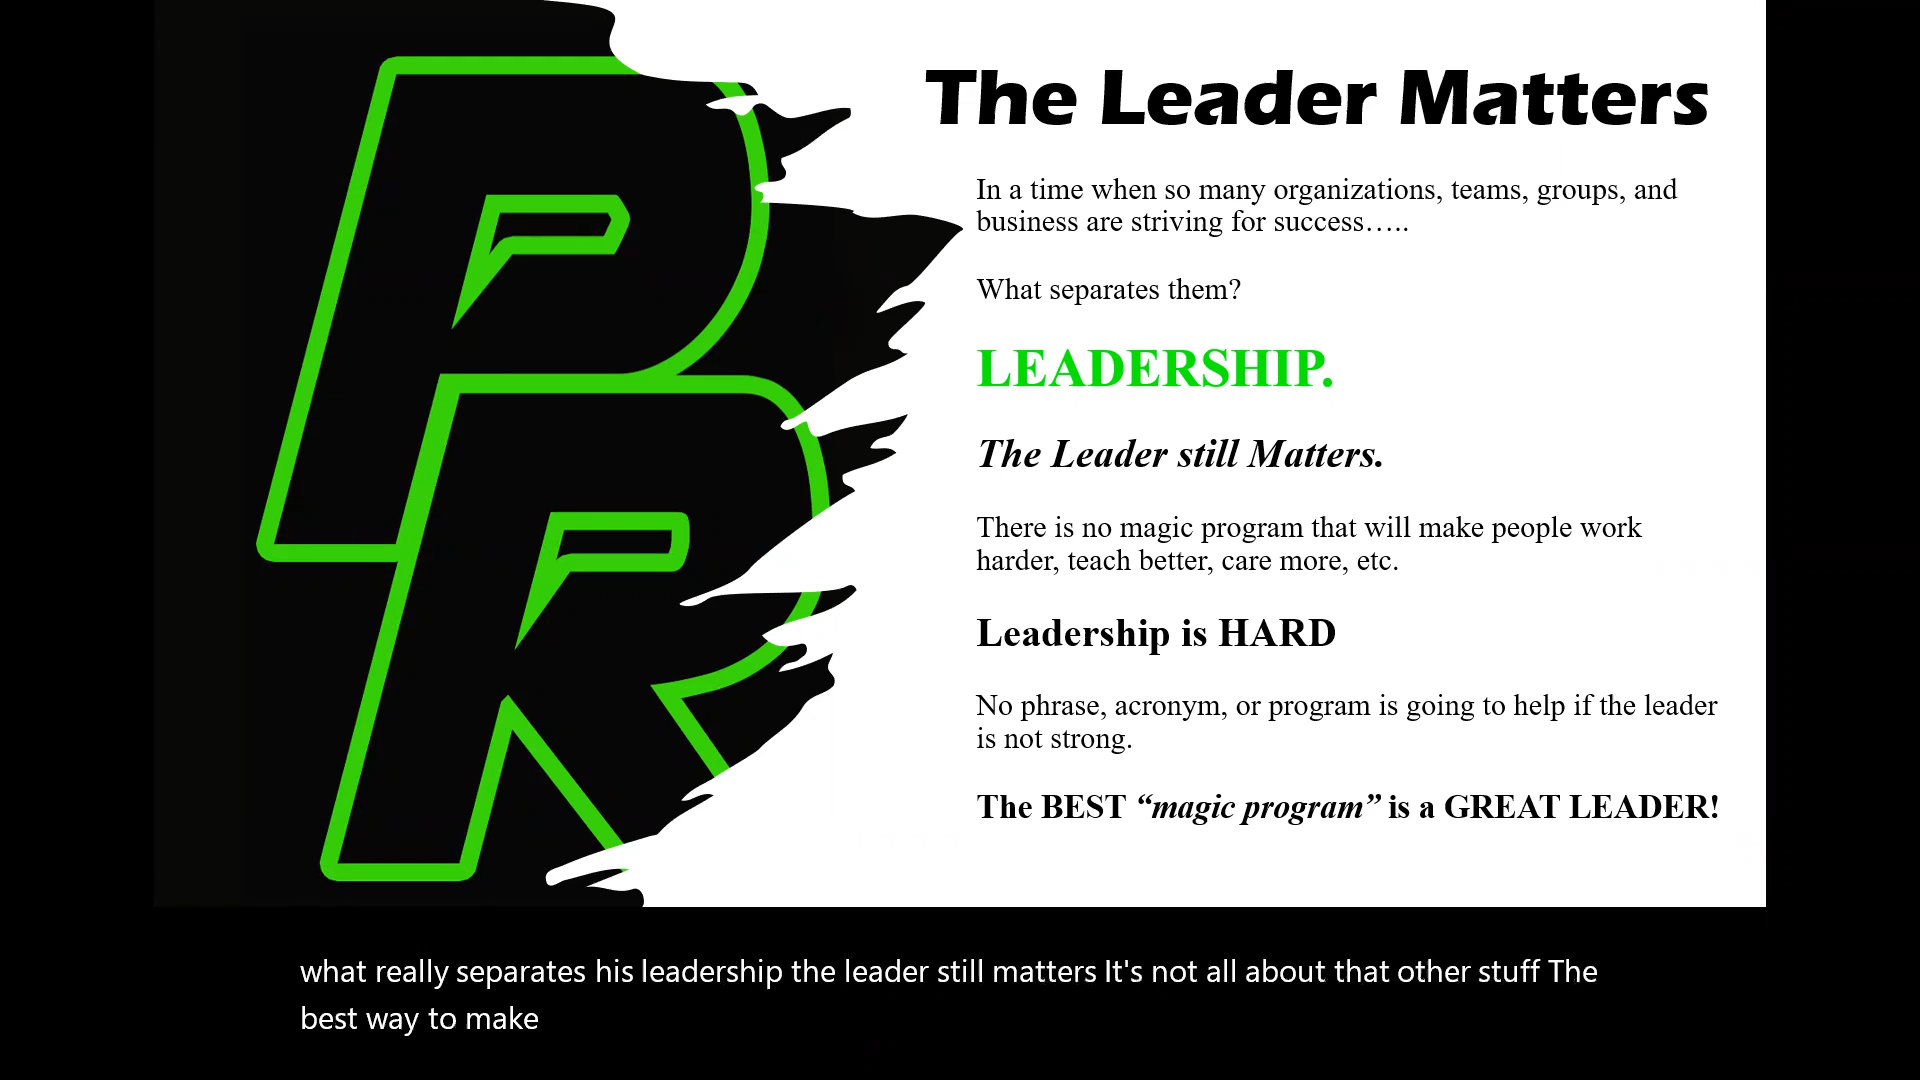 PR
The Leader Matters
In a time when so many organizations, teams, groups, and
business are striving for success…..
What separates them?
LEADERSHIP.
The Leader still Matters.
There is no magic program that will make people work
harder, teach better, care more, etc.
Leadership is HARD
No phrase, acronym, or program is going to help if the leader
is not strong.
The BEST “magic program” is a GREAT LEADER!
what really separates his leadership the leader still matters It's not all about that other stuff The
best way to make